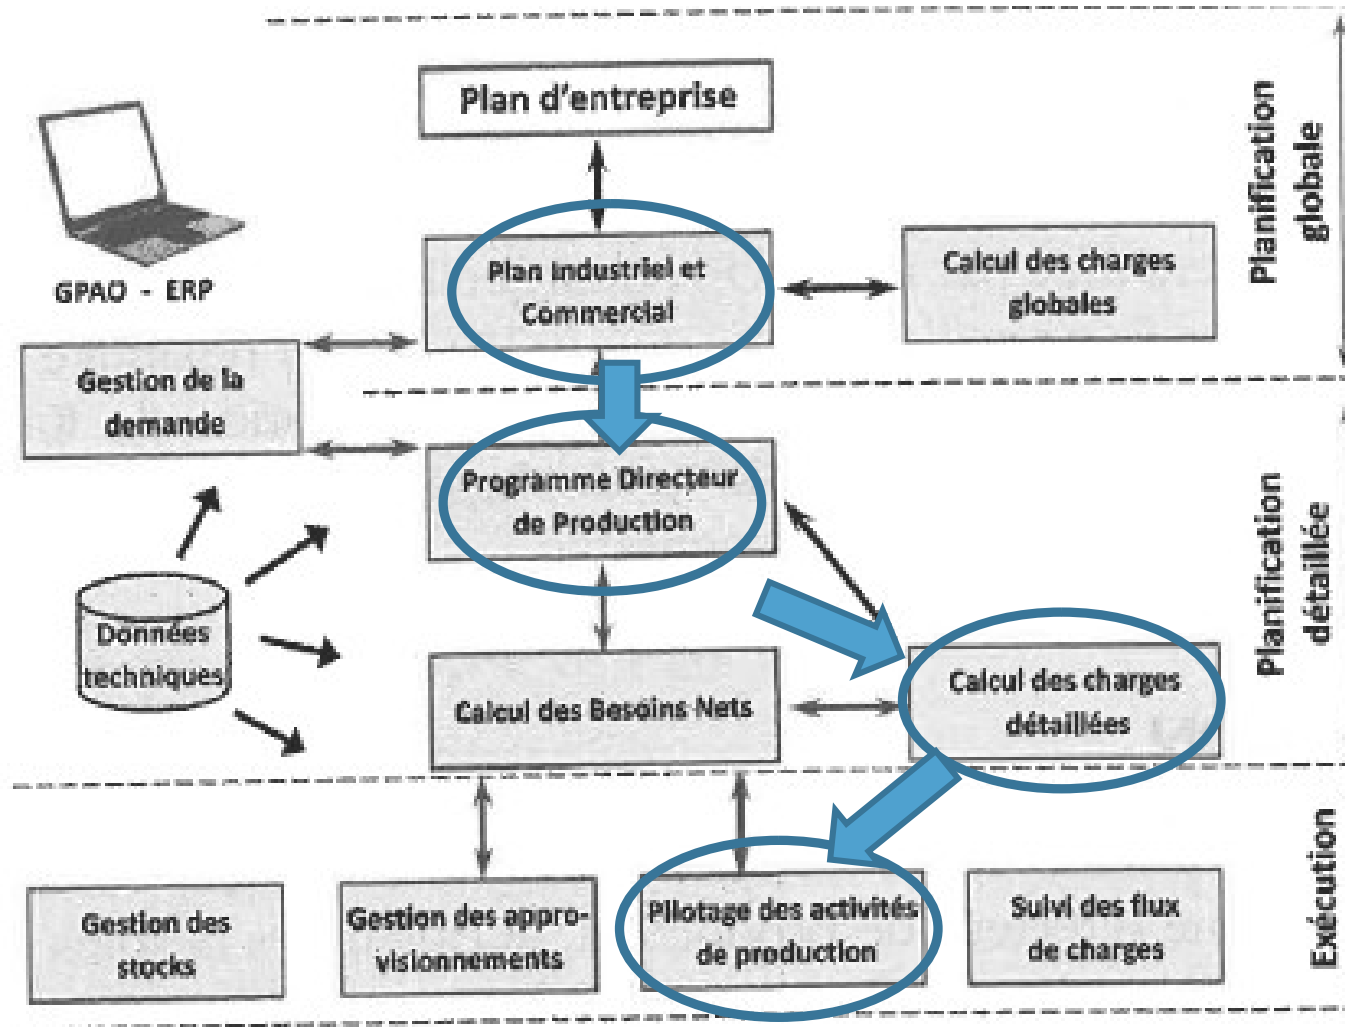 Plan d'entreprise
Planification
globale
GPAO - ERP
Plan Industriel et
Commercial
Calcul des charges
globales
Gestion de la
demande
Programme Directeur
de Production
Planification
détaillée
Données
techniques
Calcul des Besoins Nets
Calcul des charges
détaillées
Exécution
Gestion des
stocks
Gestion des appro-
visionnements
Pilotage des activités
de production
Suivi des flux
de charges